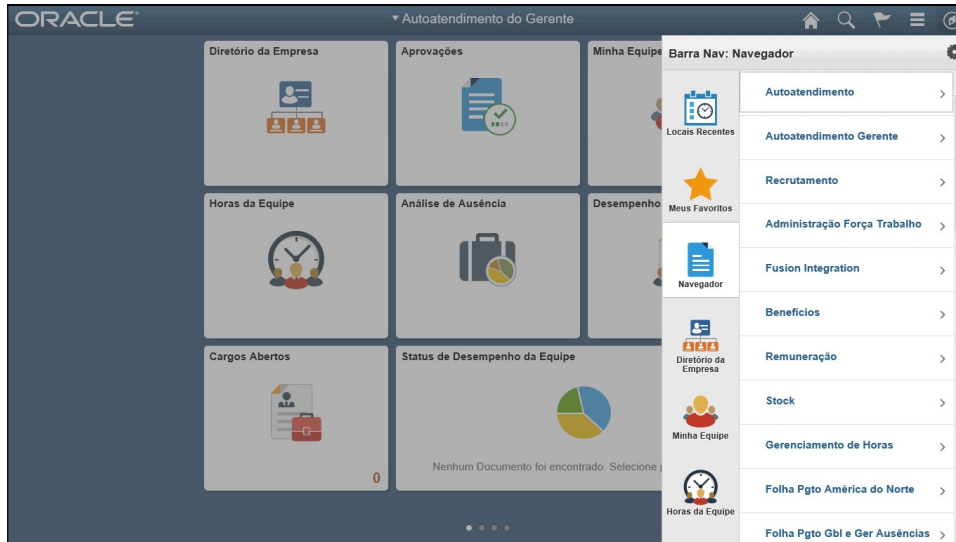 ORACLE
Autoatendimento do Gerente
Diretório da Empresa
Aprovações
Minha Equipe
Horas da Equipe
Análise de Ausência
Desempenho
Cargos Abertos
0
Status de Desempenho da Equipe
Nenhum Documento foi encontrado. Selecione
Barra Nav: Navegador
Locais Recentes
Meus Favoritos
Navegador
Diretório da
Empresa
Minha Equipe
Horas da Equipe
Autoatendimento
Autoatendimento Gerente
Recrutamento
Administração Força Trabalho
Fusion Integration
Benefícios
Remuneração
Stock
Gerenciamento de Horas
Folha Pgto América do Norte
Folha Pgto Gbl e Ger Ausências